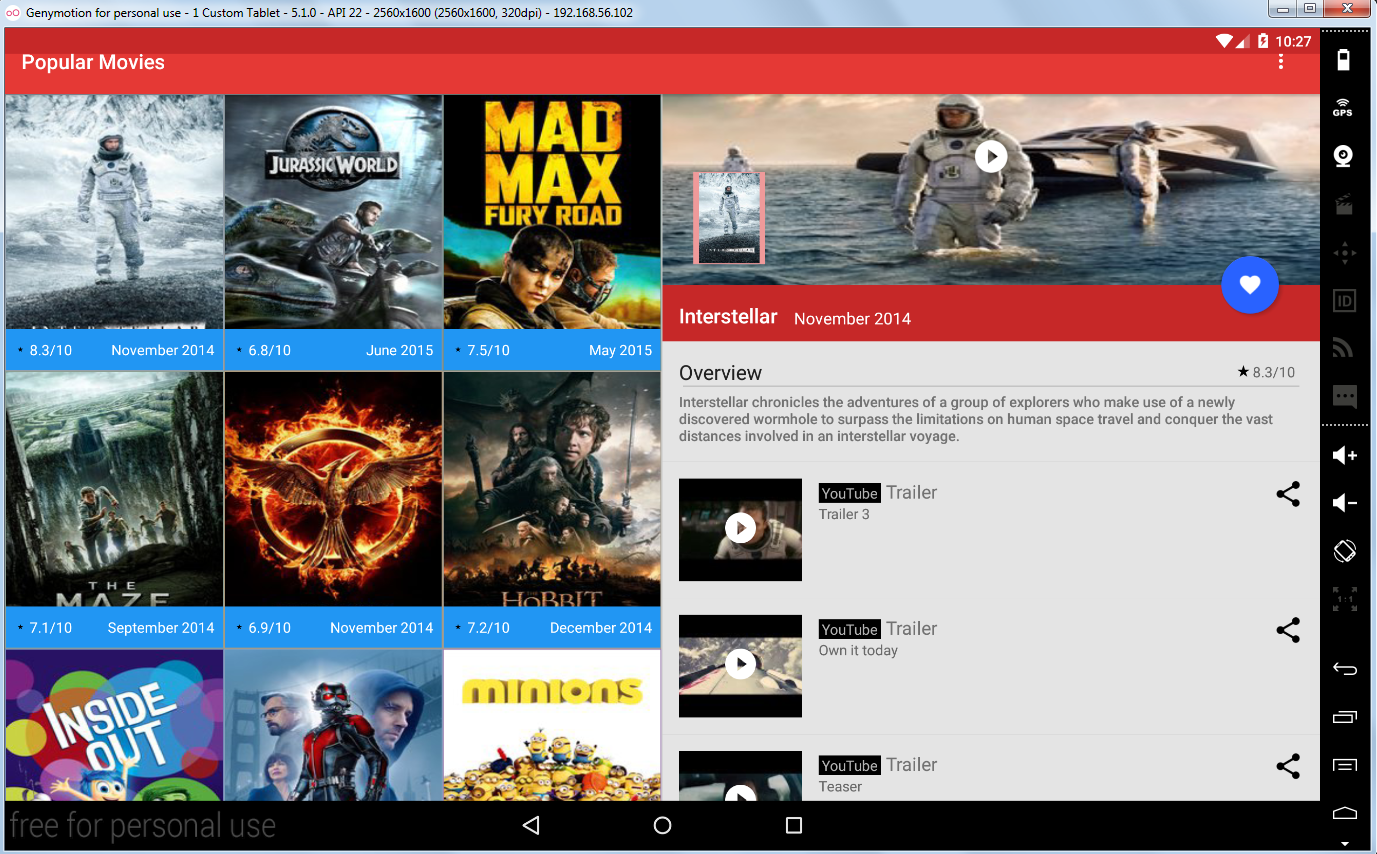 Genymotion for personal use - 1 Custom Tablet - 5.1.0 - API 22 - 2560x1600 (2560x1600, 320dpi) - 192.168.56.102
10:27
Popular Movies
JURASSIC WORLD
MAD
MAX
FURY ROAD
8.3/10 November 2014
6.8/10 June 2015
7.5/10 May 2015
THE
MAZE
THE
HOBBIT
7.1/10 September 2014
6.9/10 November 2014
7.2/10 December 2014
INSIDE
OUT
MINIONS
Interstellar November 2014
Overview ★ 8.3/10
Interstellar chronicles the adventures of a group of explorers who make use of a newly
discovered wormhole to surpass the limitations on human space travel and conquer the vast
distances involved in an interstellar voyage.
YouTube Trailer
Trailer 3
YouTube Trailer
Own it today
YouTube Trailer
Teaser
GPS
ID
1:1
free for personal use